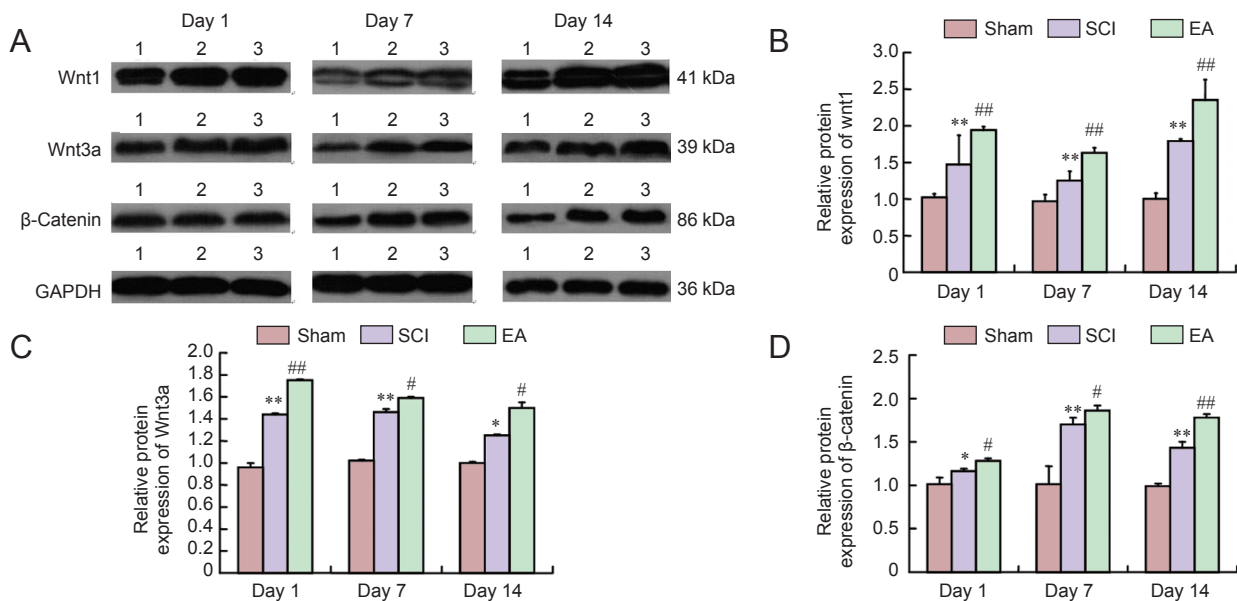 A
Day 1 Day 7 Day 14
1 2 3 1 2 3 1 2 3
Wnt1 41 kDa
1 2 3 1 2 3 1 2 3
Wnt3a 39 kDa
1 2 3 1 2 3 1 2 3
β-Catenin 86 kDa
1 2 3 1 2 3 1 2 3
GAPDH 36 kDa
B
Sham SCI EA
Relative protein
expression of wnt1
3.0
2.5
2.0
1.5
1.0
0.5
0
** ## ** ## ** ##
Day 1 Day 7 Day 14
C
Sham SCI EA
Relative protein
expression of Wnt3a
2.0
1.8
1.6
1.4
1.2
1.0
0.8
0.6
0.4
0.2
0
** ## ** # * #
Day 1 Day 7 Day 14
D
Sham SCI EA
Relative protein
expression of β-catenin
2.5
2.0
1.5
1.0
0.5
0
* # ** # ** ##
Day 1 Day 7 Day 14